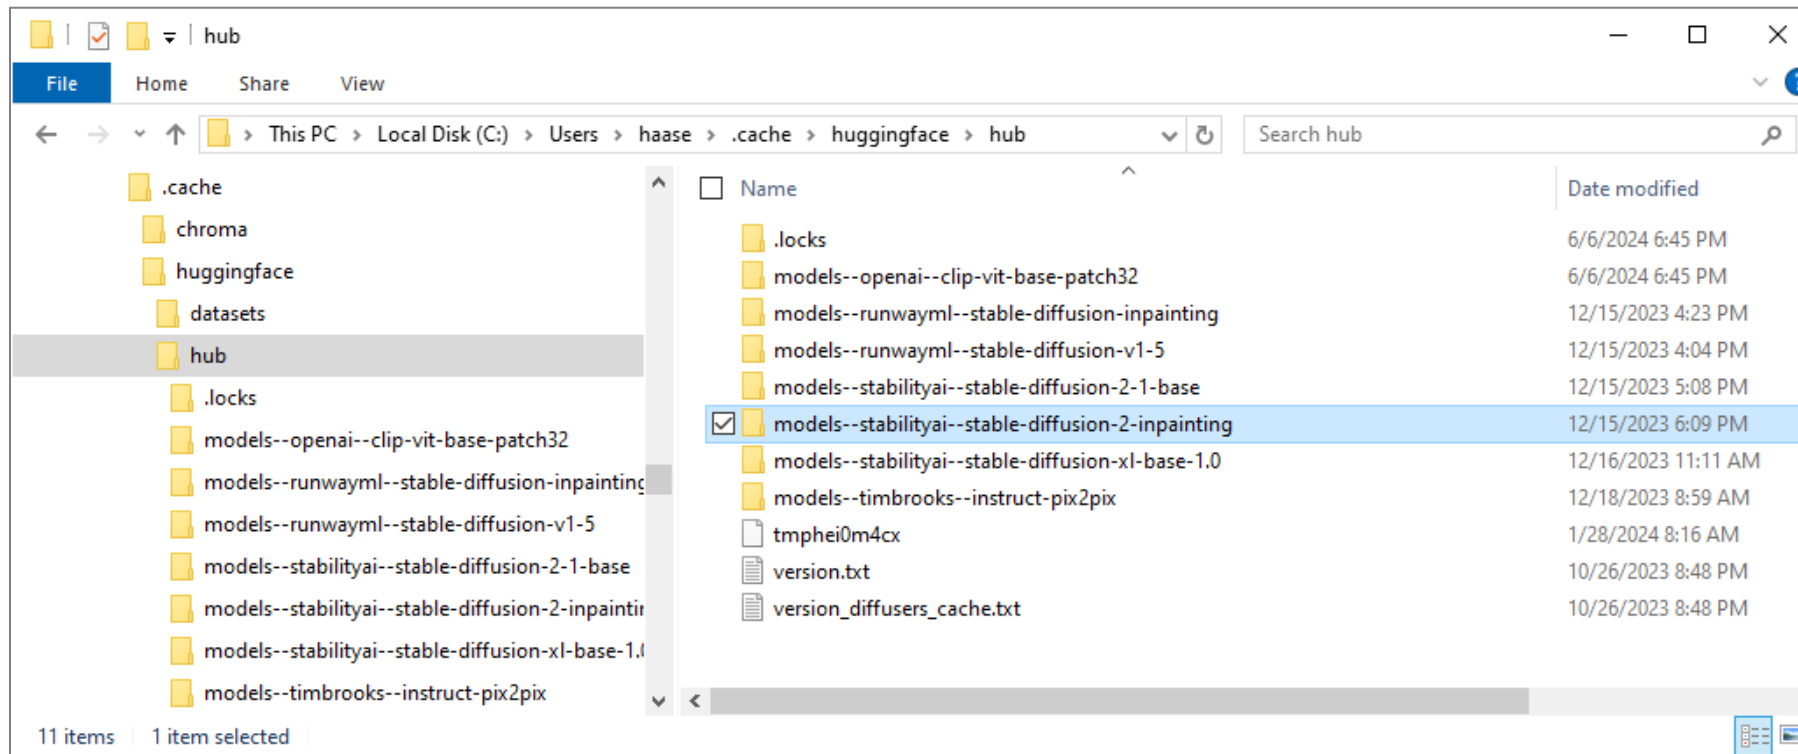 hub
File Home Share View
This PC > Local Disk (C:) > Users > haase > .cache > huggingface > hub
Search hub
.cache
chroma
huggingface
datasets
hub
.locks
models--openai--clip-vit-base-patch32
models--runwayml--stable-diffusion-inpainting
models--runwayml--stable-diffusion-v1-5
models--stabilityai--stable-diffusion-2-1-base
models--stabilityai--stable-diffusion-2-inpaintin
models--stabilityai--stable-diffusion-xl-base-1.0
models--timbrooks--instruct-pix2pix
Name Date modified
.locks 6/6/2024 6:45 PM
models--openai--clip-vit-base-patch32 6/6/2024 6:45 PM
models--runwayml--stable-diffusion-inpainting 12/15/2023 4:23 PM
models--runwayml--stable-diffusion-v1-5 12/15/2023 4:04 PM
models--stabilityai--stable-diffusion-2-1-base 12/15/2023 5:08 PM
models--stabilityai--stable-diffusion-2-inpainting 12/15/2023 6:09 PM
models--stabilityai--stable-diffusion-xl-base-1.0 12/16/2023 11:11 AM
models--timbrooks--instruct-pix2pix 12/18/2023 8:59 AM
tmphei0m4cx 1/28/2024 8:16 AM
version.txt 10/26/2023 8:48 PM
version_diffusers_cache.txt 10/26/2023 8:48 PM
11 items 1 item selected